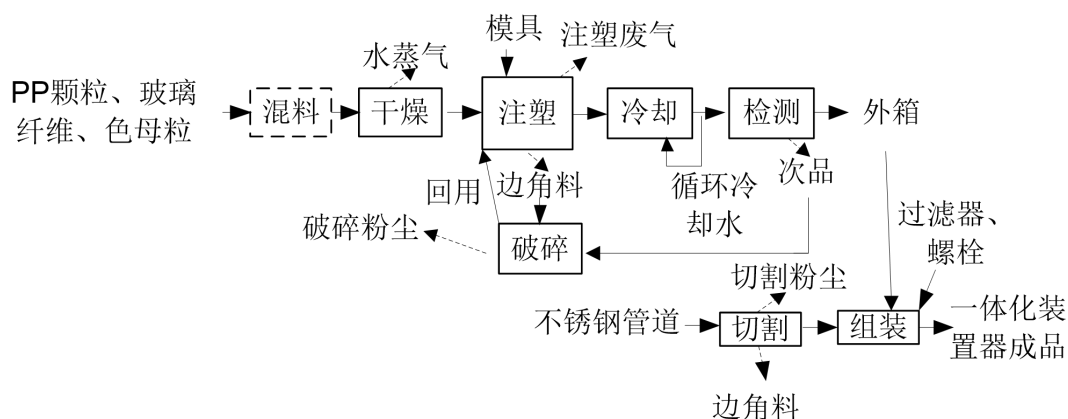 模具
注塑废气
水蒸气
PP颗粒、玻璃
纤维、色母粒
混料
干燥
注塑
冷却
检测
外箱
边角料
次品
回用
循环冷
却水
破碎粉尘
破碎
过滤器、
螺栓
切割粉尘
不锈钢管道
切割
组装
一体化装
置器成品
边角料